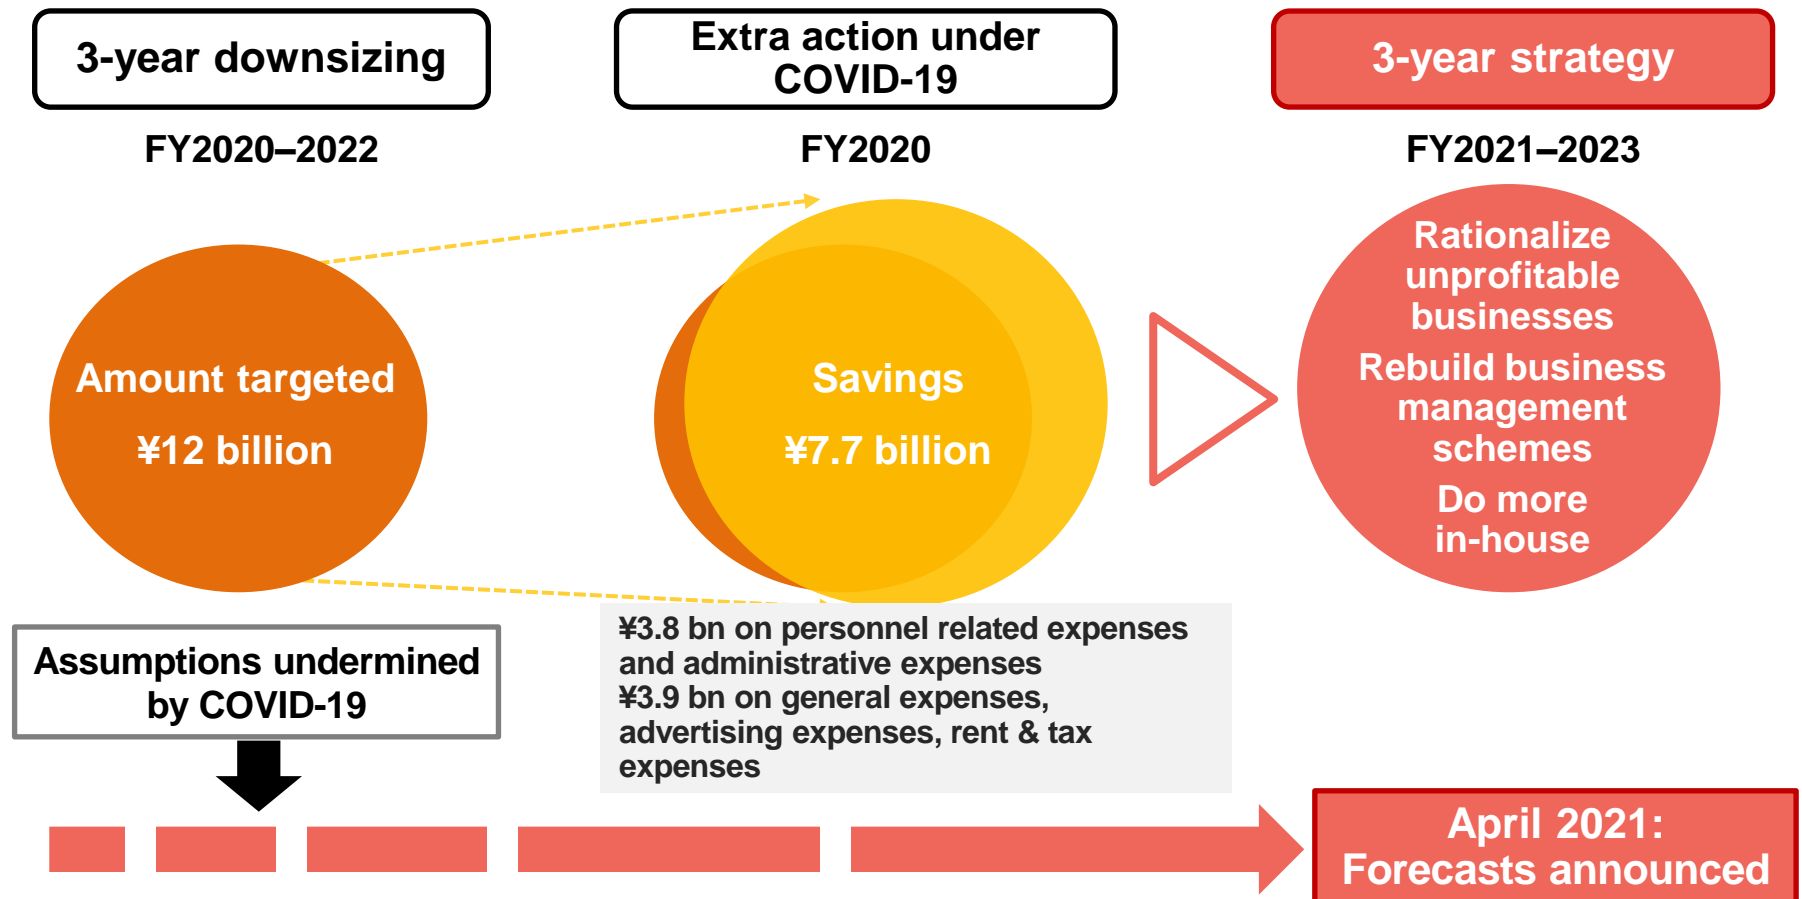 3-year downsizing
FY2020–2022
Amount targeted
¥12 billion
Assumptions undermined
by COVID-19
Extra action under
COVID-19
FY2020
Savings
¥7.7 billion
¥3.8 bn on personnel related expenses
and administrative expenses
¥3.9 bn on general expenses,
advertising expenses, rent & tax
expenses
3-year strategy
FY2021–2023
Rationalize
unprofitable
businesses
Rebuild business
management
schemes
Do more
in-house
April 2021:
Forecasts announced